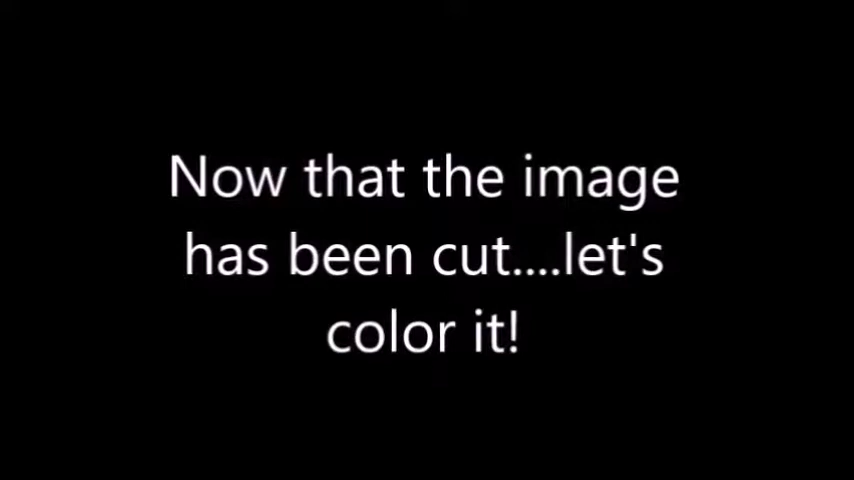 Now that the image
has been cut....let's
color it!